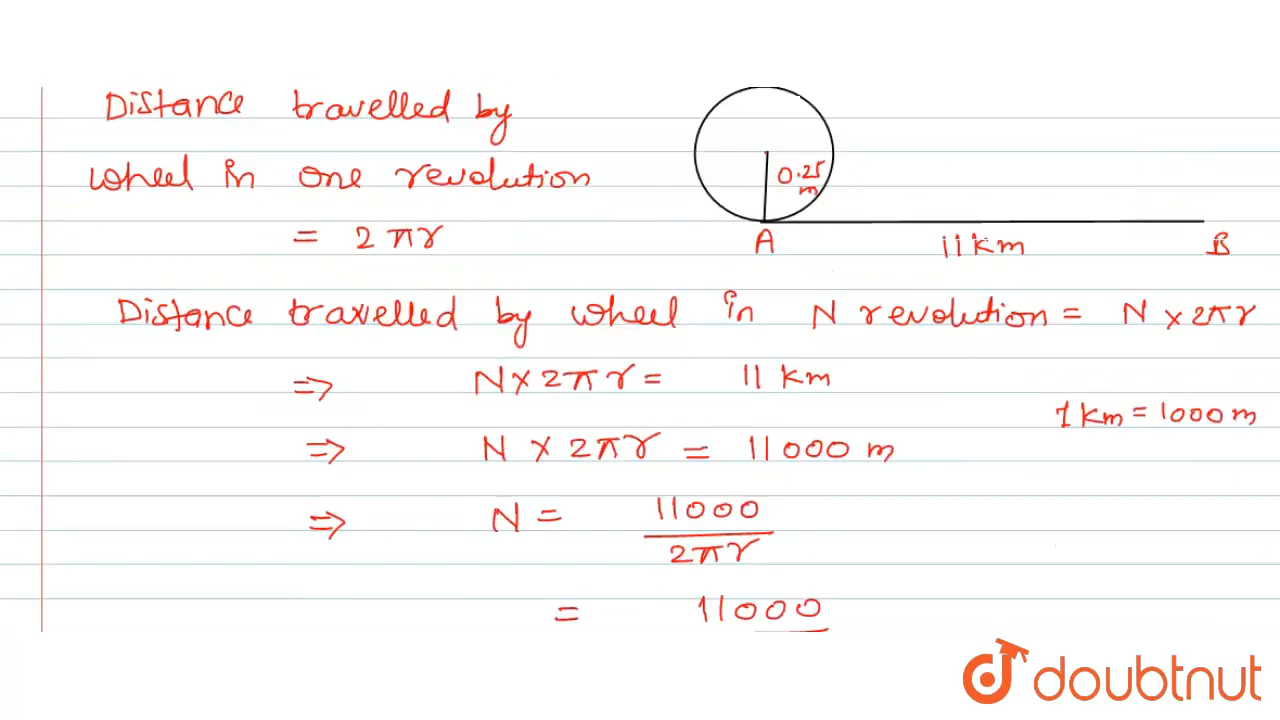 Distance travelled by
wheel in one revolution
= 2πr
0.25
m
A 11 km B
Distance travelled by wheel in N revolution = N × 2πr
=> N × 2πr = 11 km
1 km = 1000 m
=> N × 2πr = 11000 m
=> N = 11000
2πr
= 11000
doubtnut